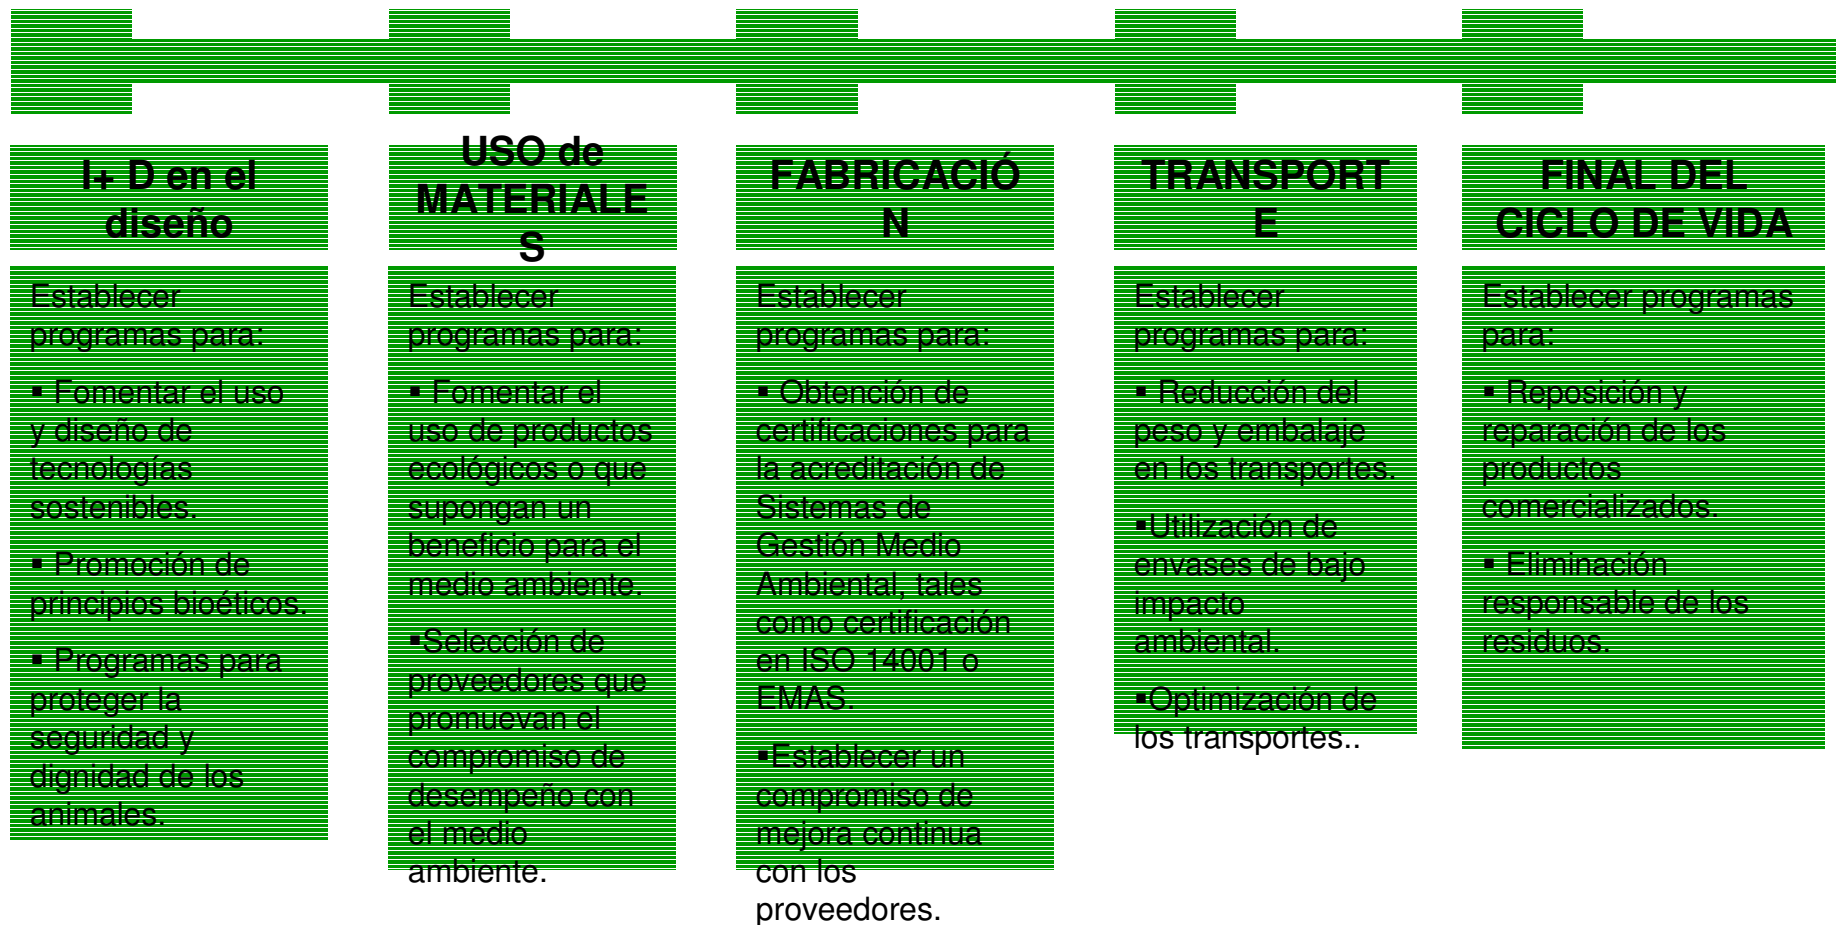 I+ D en el
diseño
Establecer
programas para:
▪ Fomentar el uso
y diseño de
tecnologías
sostenibles.
▪ Promoción de
principios bioéticos.
▪ Programas para
proteger la
seguridad y
dignidad de los
animales.
USO de
MATERIALE
S
Establecer
programas para:
▪ Fomentar el
uso de productos
ecológicos o que
supongan un
beneficio para el
medio ambiente.
▪Selección de
proveedores que
promuevan el
compromiso de
desempeño con
el medio
ambiente.
FABRICACIÓ
N
Establecer
programas para:
▪ Obtención de
certificaciones para
la acreditación de
Sistemas de
Gestión Medio
Ambiental, tales
como certificación
en ISO 14001 o
EMAS.
▪Establecer un
compromiso de
mejora continua
con los
proveedores.
TRANSPORT
E
Establecer
programas para:
▪ Reducción del
peso y embalaje
en los transportes.
▪Utilización de
envases de bajo
impacto
ambiental.
▪Optimización de
los transportes..
FINAL DEL
CICLO DE VIDA
Establecer programas
para:
▪ Reposición y
reparación de los
productos
comercializados.
▪ Eliminación
responsable de los
residuos.